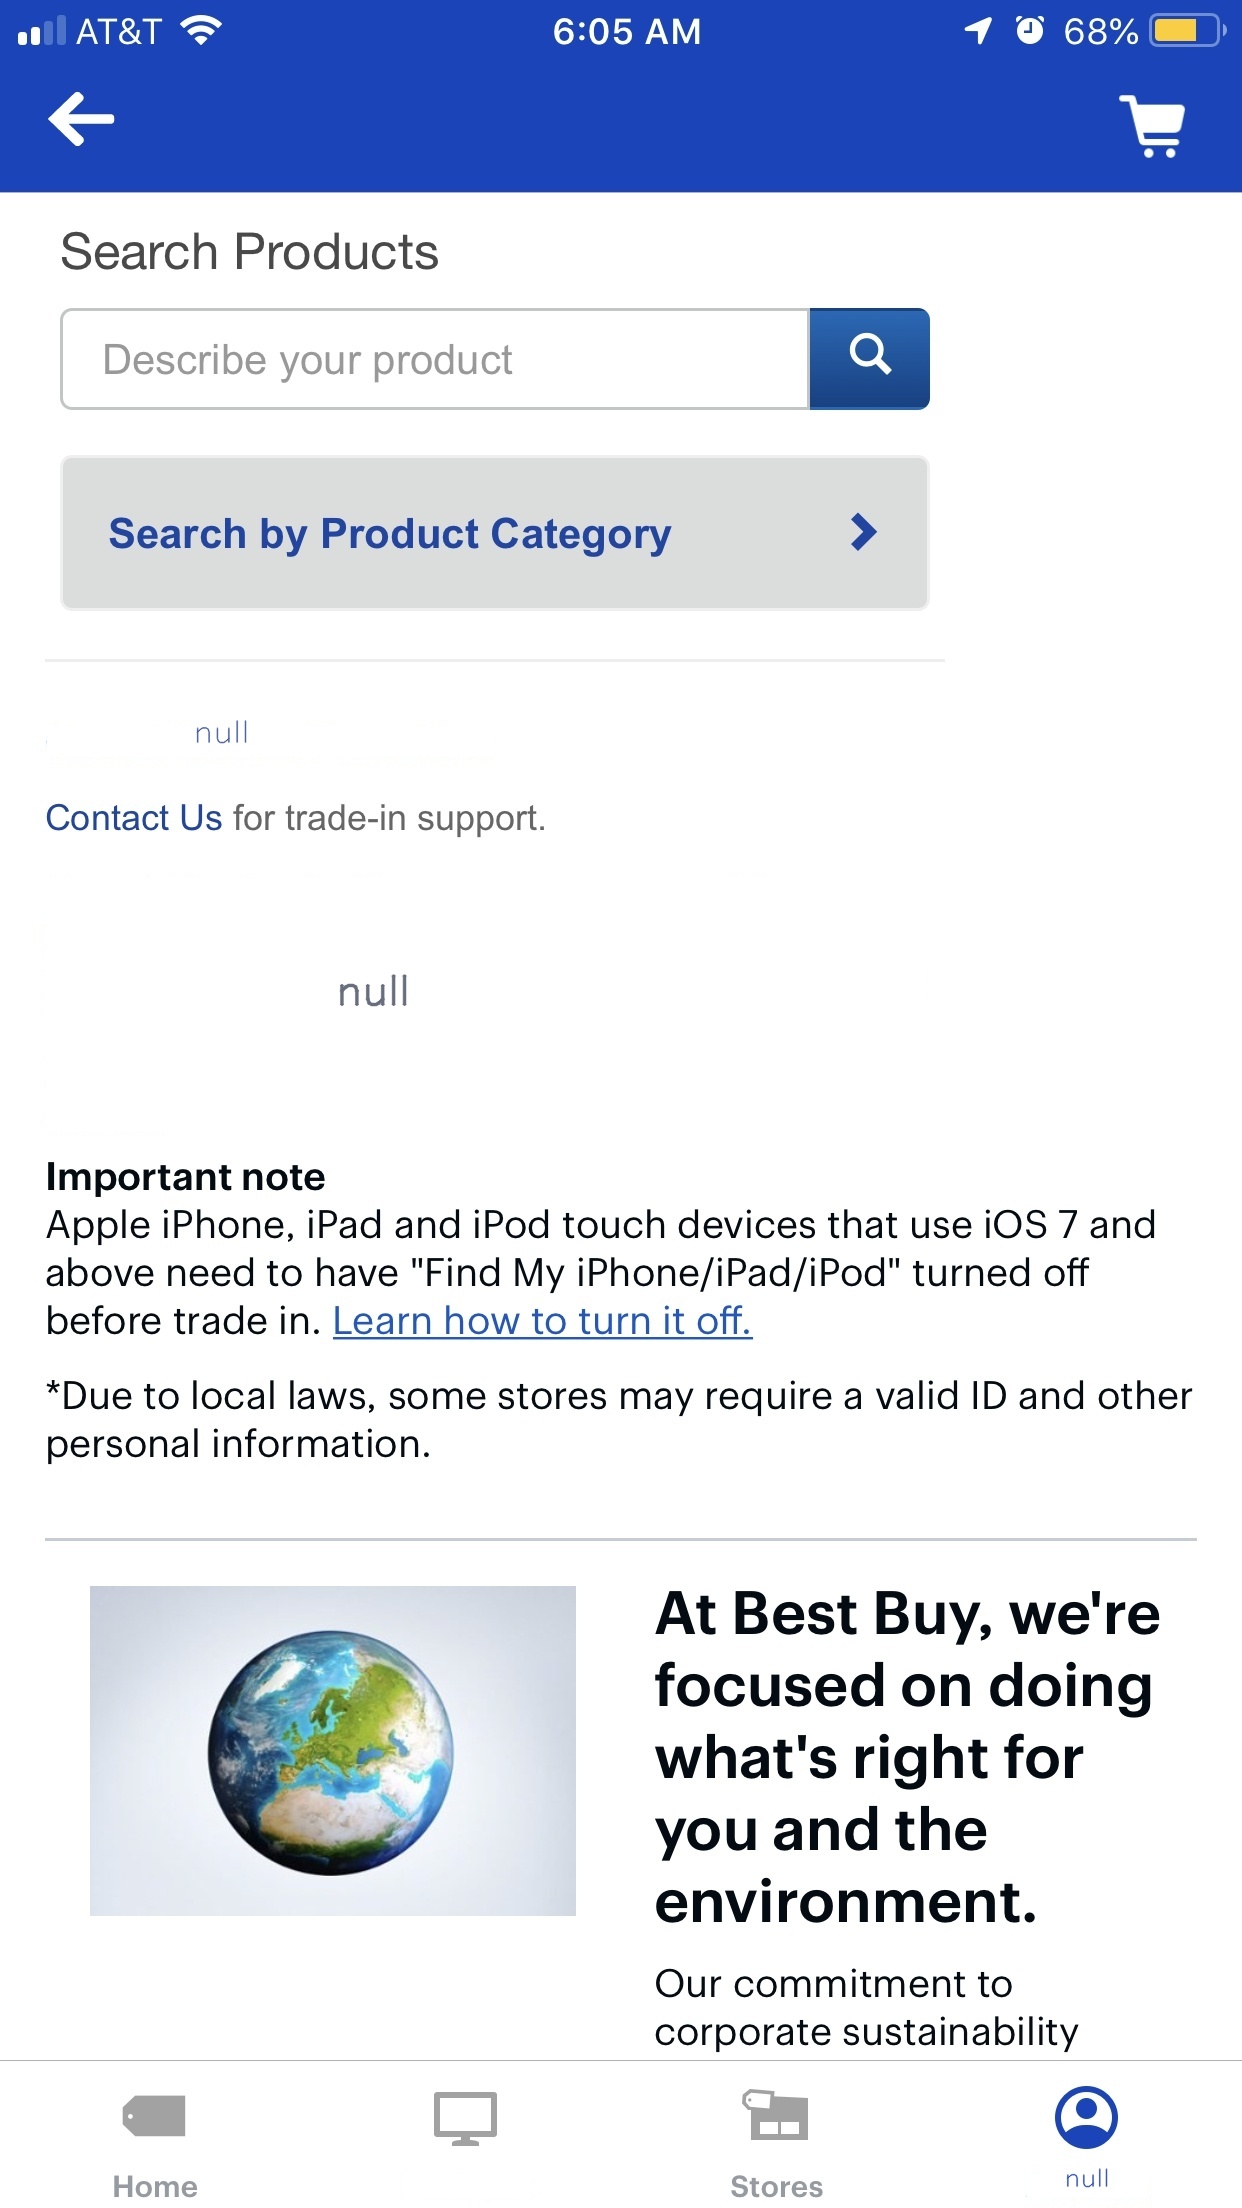 AT&T 6:05 AM 68%
Search Products
Describe your product
Search by Product Category
null
Contact Us for trade-in support.
null
Important note
Apple iPhone, iPad and iPod touch devices that use iOS 7 and
above need to have "Find My iPhone/iPad/iPod" turned off
before trade in. Learn how to turn it off.
*Due to local laws, some stores may require a valid ID and other
personal information.
At Best Buy, we're
focused on doing
what's right for
you and the
environment.
Our commitment to
corporate sustainability
Home Stores null